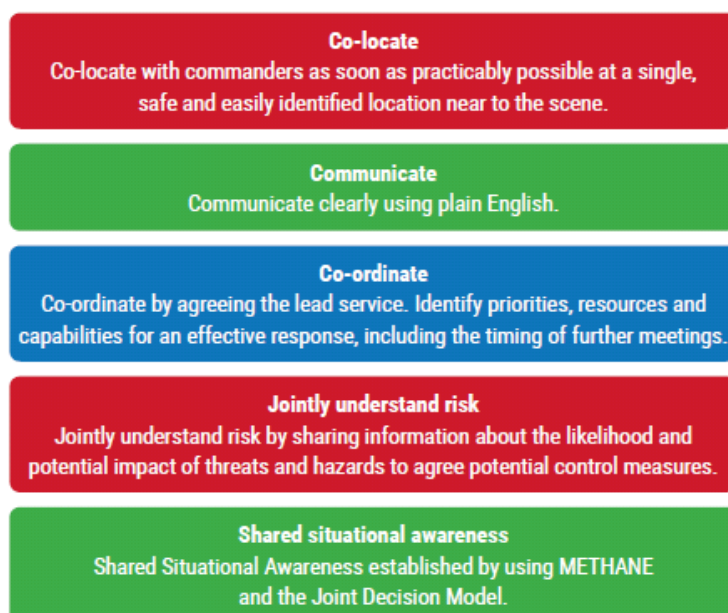 Co-locate
Co-locate with commanders as soon as practicably possible at a single,
safe and easily identified location near to the scene.
Communicate
Communicate clearly using plain English.
Co-ordinate
Co-ordinate by agreeing the lead service. Identify priorities, resources and
capabilities for an effective response, including the timing of further meetings.
Jointly understand risk
Jointly understand risk by sharing information about the likelihood and
potential impact of threats and hazards to agree potential control measures.
Shared situational awareness
Shared Situational Awareness established by using METHANE
and the Joint Decision Model.